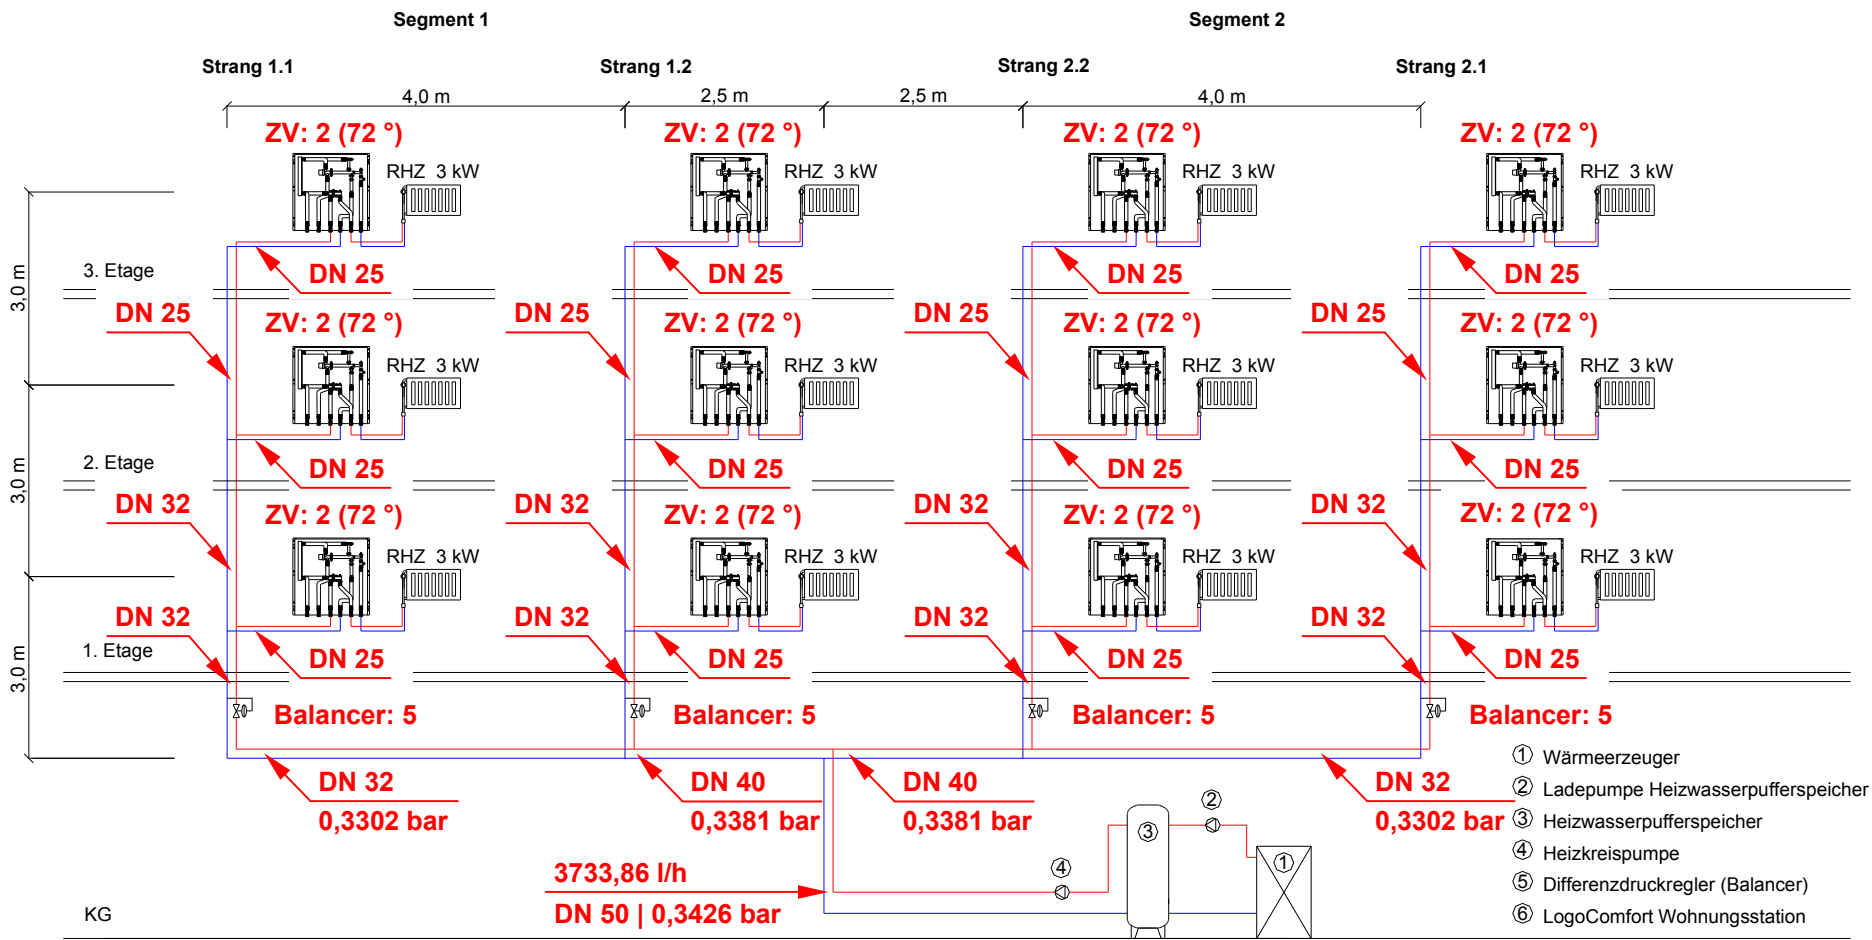 Segment 1
Segment 2
Strang 1.1
Strang 1.2
Strang 2.2
Strang 2.1
4,0 m
2,5 m
2,5 m
4,0 m
ZV: 2 (72 °)
ZV: 2 (72 °)
ZV: 2 (72 °)
ZV: 2 (72 °)
RHZ 3 kW
RHZ 3 kW
RHZ 3 kW
RHZ 3 kW
3,0 m
3. Etage
DN 25
DN 25
DN 25
DN 25
DN 25
DN 25
DN 25
DN 25
ZV: 2 (72 °)
ZV: 2 (72 °)
ZV: 2 (72 °)
ZV: 2 (72 °)
RHZ 3 kW
RHZ 3 kW
RHZ 3 kW
RHZ 3 kW
3,0 m
2. Etage
DN 25
DN 25
DN 25
DN 25
DN 32
DN 32
DN 32
DN 32
ZV: 2 (72 °)
ZV: 2 (72 °)
ZV: 2 (72 °)
ZV: 2 (72 °)
RHZ 3 kW
RHZ 3 kW
RHZ 3 kW
RHZ 3 kW
DN 32
DN 32
DN 32
DN 32
3,0 m
1. Etage
DN 25
DN 25
DN 25
DN 25
Balancer: 5
Balancer: 5
Balancer: 5
Balancer: 5
DN 32
0,3302 bar
DN 40
0,3381 bar
DN 40
0,3381 bar
DN 32
0,3302 bar
3733,86 l/h
DN 50 | 0,3426 bar
4
3
2
1
1 Wärmeerzeuger
2 Ladepumpe Heizwasserpufferspeicher
3 Heizwasserpufferspeicher
4 Heizkreispumpe
5 Differenzdruckregler (Balancer)
6 LogoComfort Wohnungsstation
KG